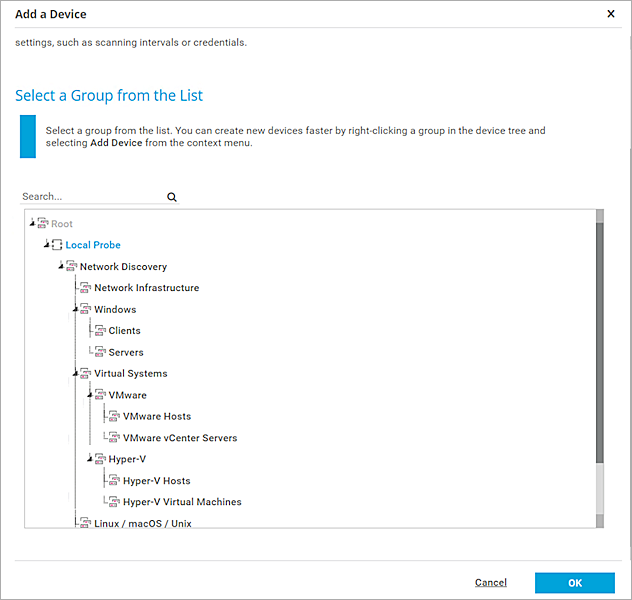 Add a Device
settings, such as scanning intervals or credentials.
Select a Group from the List
Select a group from the list. You can create new devices faster by right-clicking a group in the device tree and
selecting Add Device from the context menu.
Search...
Root
Local Probe
Network Discovery
Network Infrastructure
Windows
Clients
Servers
Virtual Systems
VMware
VMware Hosts
VMware vCenter Servers
Hyper-V
Hyper-V Hosts
Hyper-V Virtual Machines
Linux / macOS / Unix
Cancel
OK